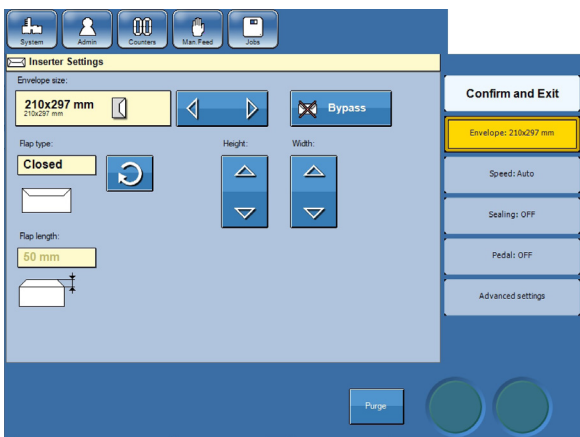 System
Admin
Counters
Man.Feed
Jobs
Inserter Settings
Envelope size:
210x297 mm
210x297 mm
Bypass
Flap type:
Closed
Height:
Width:
Flap length:
50 mm
Confirm and Exit
Envelope: 210x297 mm
Speed: Auto
Sealing: OFF
Pedal: OFF
Advanced settings
Purge